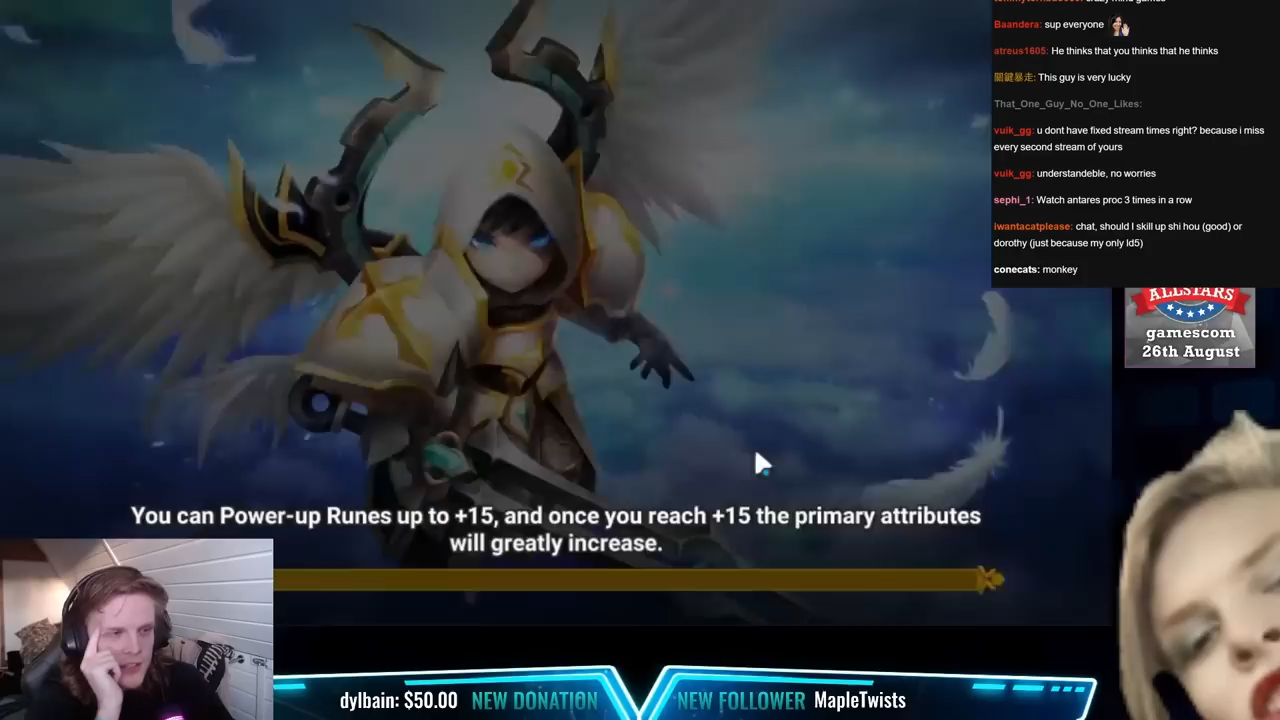 crazy mind games
Baandera: sup everyone
atreus1605: He thinks that you thinks that he thinks
關鍵暴走: This guy is very lucky
That_One_Guy_No_One_Likes:
vuik_gg: u dont have fixed stream times right? because i miss
every second stream of yours
vuik_gg: understandeble, no worries
sephi_1: Watch antares proc 3 times in a row
iwantacatplease: chat, should I skill up shi hou (good) or
dorothy (just because my only ld5)
conecats: monkey
ALLSTARS
gamescom
26th August
You can Power-up Runes up to +15, and once you reach +15 the primary attributes
will greatly increase.
dylbain: $50.00 NEW DONATION
NEW FOLLOWER MapleTwists